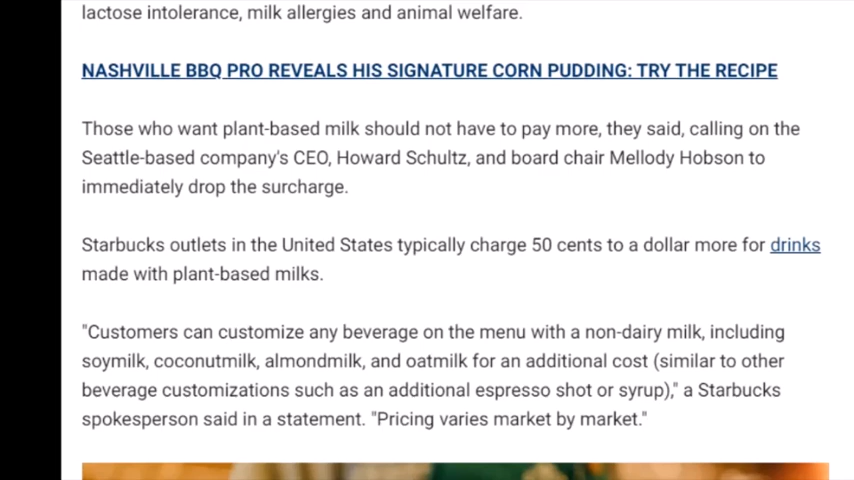 lactose intolerance, milk allergies and animal welfare.
NASHVILLE BBQ PRO REVEALS HIS SIGNATURE CORN PUDDING: TRY THE RECIPE
Those who want plant-based milk should not have to pay more, they said, calling on the
Seattle-based company's CEO, Howard Schultz, and board chair Mellody Hobson to
immediately drop the surcharge.
Starbucks outlets in the United States typically charge 50 cents to a dollar more for drinks
made with plant-based milks.
"Customers can customize any beverage on the menu with a non-dairy milk, including
soymilk, coconutmilk, almondmilk, and oatmilk for an additional cost (similar to other
beverage customizations such as an additional espresso shot or syrup)," a Starbucks
spokesperson said in a statement. "Pricing varies market by market."